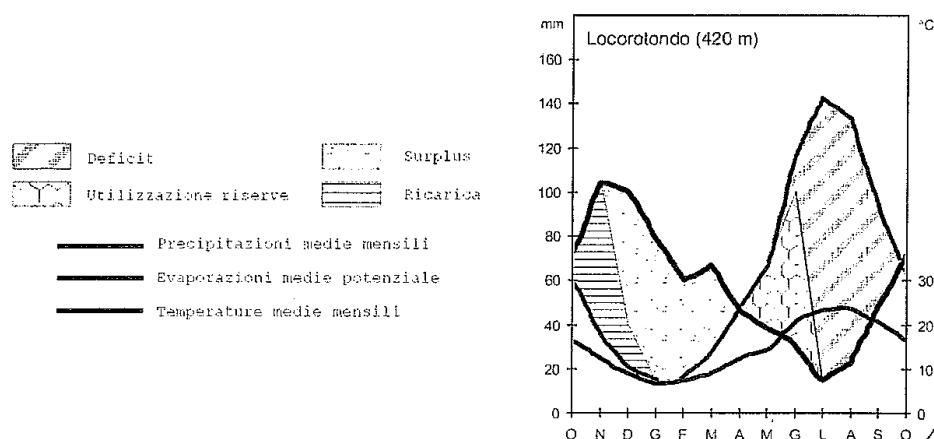 Deficit
Surplus
Utilizzazione riserve
Ricarica
Precipitazioni medie mensili
Evaporazioni medie potenziale
Temperature medie mensili
mm
°C
Locorotondo (420 m)
160
140
120
100
80
60
30
40
20
20
10
0
0
O N D G F M A M G L A S O